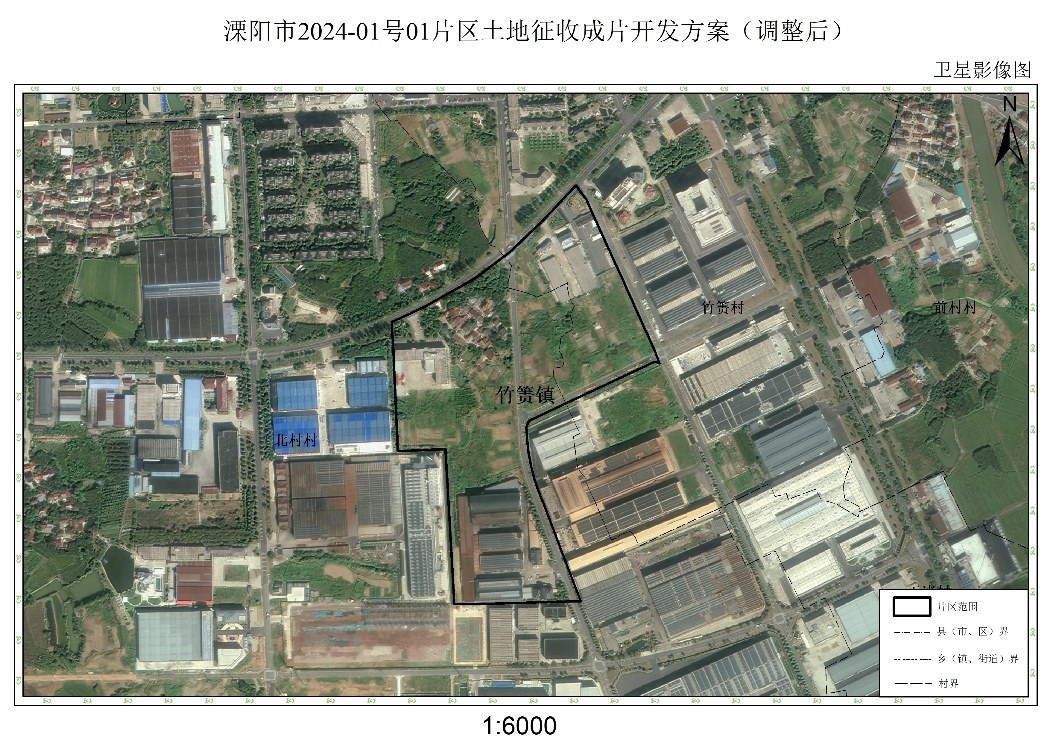 溧阳市2024-01号01片区土地征收成片开发方案（调整后）
卫星影像图
N
竹箦村
前村村
竹箦镇
北村村
片区范围
县（市、区）界
乡（镇、街道）界
村界
1:6000